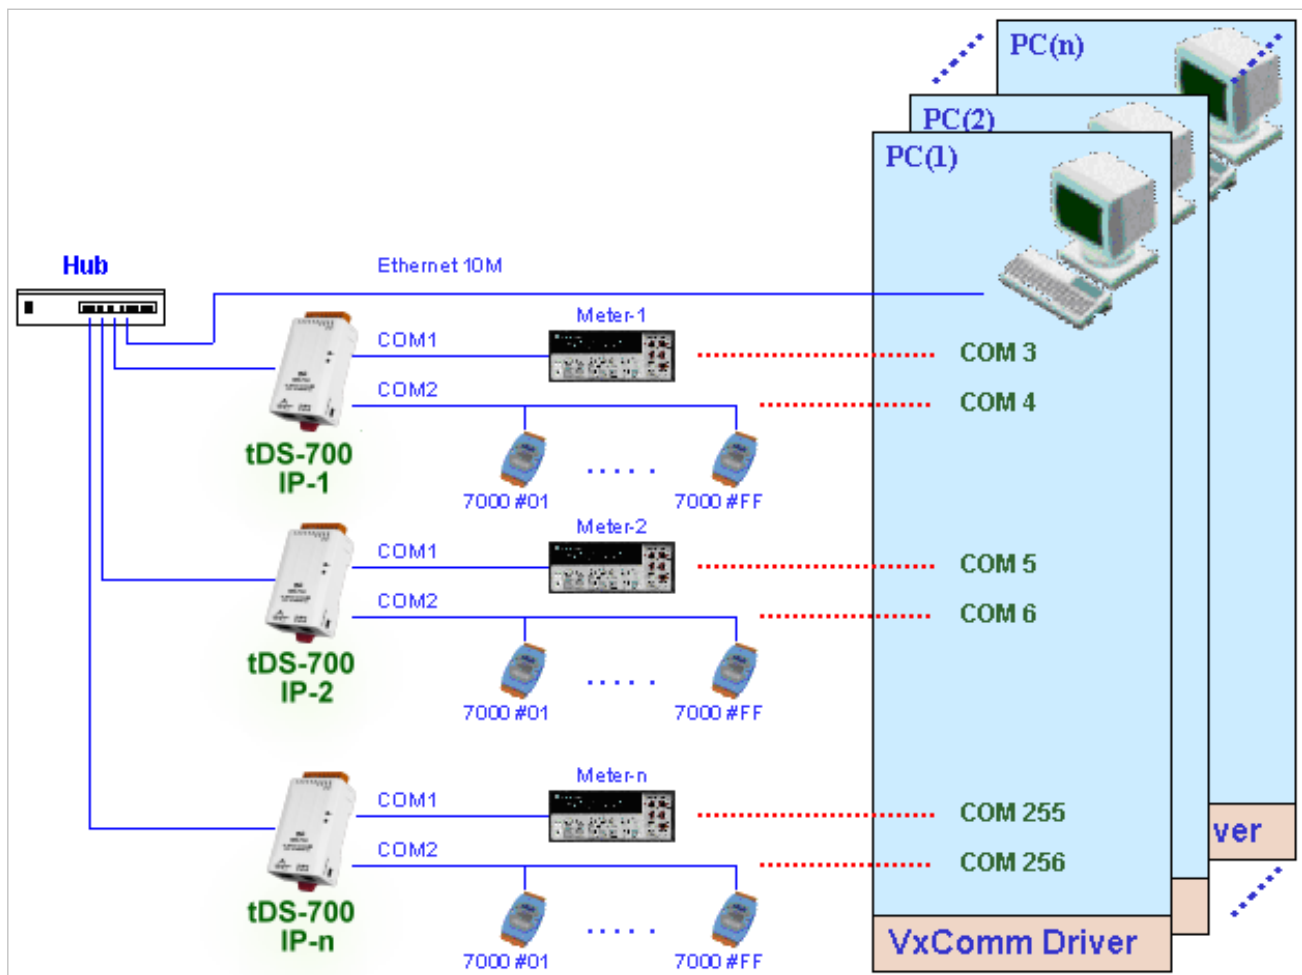 PC(n)
PC(2)
PC(1)
Hub
Ethernet 10M
Meter-1
COM1
COM 3
COM2
COM 4
tDS-700
IP-1
7000 #01
7000 #FF
Meter-2
COM1
COM 5
COM2
COM 6
tDS-700
IP-2
7000 #01
7000 #FF
Meter-n
COM1
COM 255
COM2
COM 256
ver
tDS-700
IP-n
7000 #01
7000 #FF
VxComm Driver